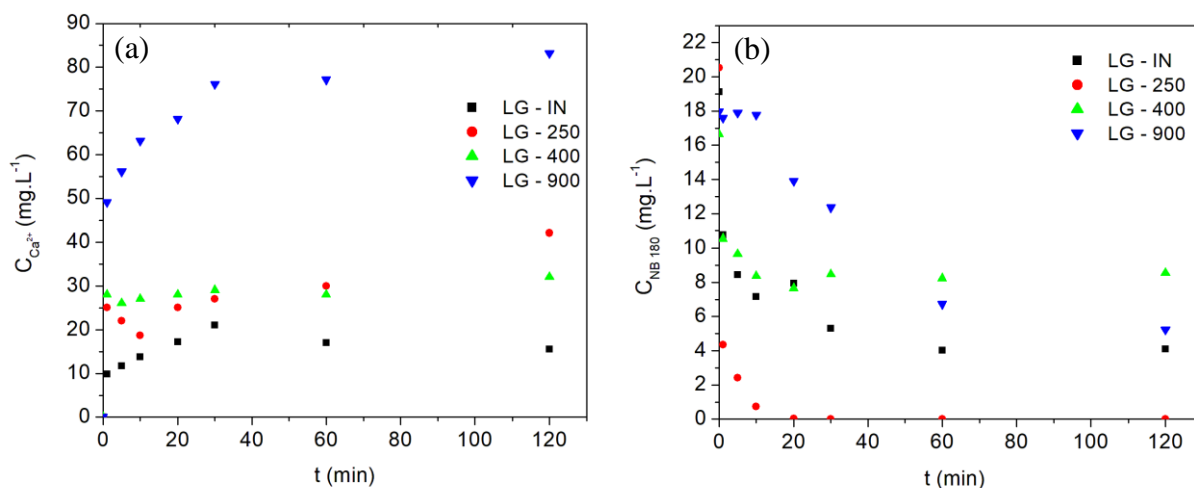 (a)
90
80
70
60
50
40
30
20
10
0
C Ca²⁺ (mg.L⁻¹)
LG - IN
LG - 250
LG - 400
LG - 900
0 20 40 60 80 100 120
t (min)
(b)
22
20
18
16
14
12
10
8
6
4
2
0
C NB 180 (mg.L⁻¹)
LG - IN
LG - 250
LG - 400
LG - 900
0 20 40 60 80 100 120
t (min)